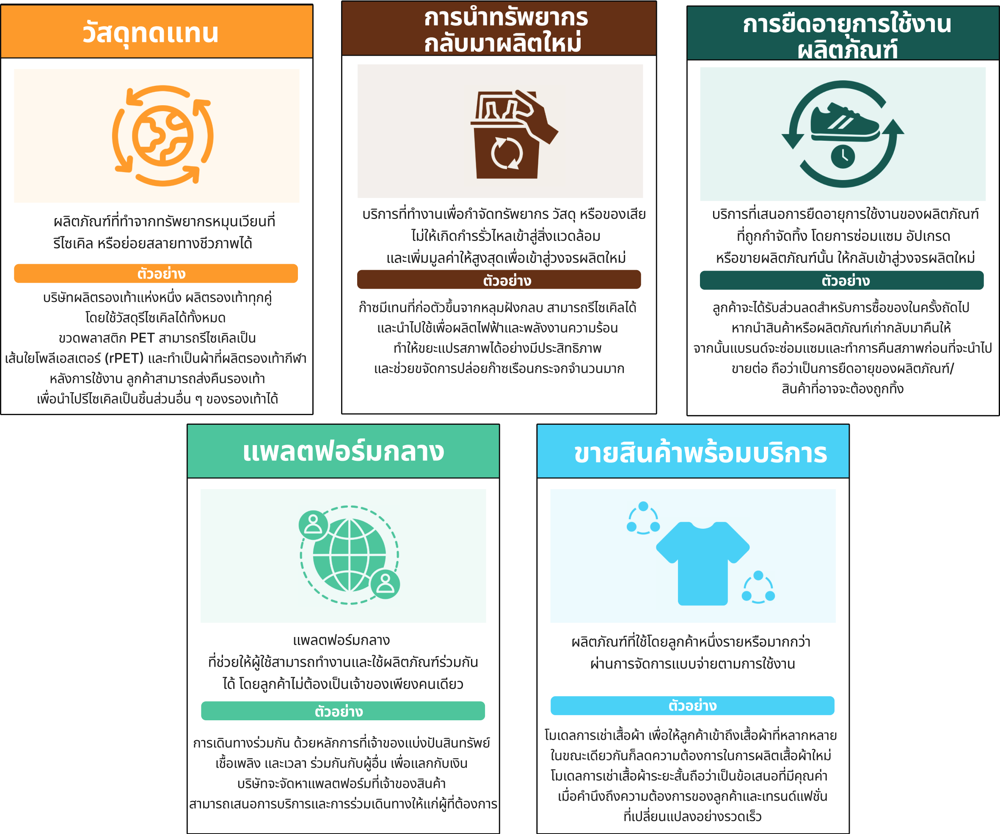 วัสดุทดแทน
ผลิตภัณฑ์ที่ทำจากทรัพยากรหมุนเวียนที่
รีไซเคิล หรือย่อยสลายทางชีวภาพได้
ตัวอย่าง
บริษัทผลิตรองเท้าแห่งหนึ่ง ผลิตรองเท้าทุกคู่
โดยใช้วัสดุรีไซเคิลได้ทั้งหมด
ขวดพลาสติก PET สามารถรีไซเคิลเป็น
เส้นใยโพลีเอสเตอร์ (rPET) และทำเป็นผ้าที่ผลิตรองเท้ากีฬา
หลังการใช้งาน ลูกค้าสามารถส่งคืนรองเท้า
เพื่อนำไปรีไซเคิลเป็นชิ้นส่วนอื่น ๆ ของรองเท้าได้
การนำทรัพยากร
กลับมาผลิตใหม่
บริการที่ทำงานเพื่อกำจัดทรัพยากร วัสดุ หรือของเสีย
ไม่ให้เกิดกำรรั่วไหลเข้าสู่สิ่งแวดล้อม
และเพิ่มมูลค่าให้สูงสุดเพื่อเข้าสู่วงจรผลิตใหม่
ตัวอย่าง
ก๊าซมีเทนที่ก่อตัวขึ้นจากหลุมฝังกลบ สามารถรีไซเคิลได้
และนำไปใช้เพื่อผลิตไฟฟ้าและพลังงานความร้อน
ทำให้ขยะแปรสภาพได้อย่างมีประสิทธิภาพ
และช่วยขจัดการปล่อยก๊าซเรือนกระจกจำนวนมาก
การยืดอายุการใช้งาน
ผลิตภัณฑ์
บริการที่เสนอการยืดอายุการใช้งานของผลิตภัณฑ์
ที่ถูกกำจัดทิ้ง โดยการซ่อมแซม อัปเกรด
หรือขายผลิตภัณฑ์นั้น ให้กลับเข้าสู่วงจรผลิตใหม่
ตัวอย่าง
ลูกค้าจะได้รับส่วนลดสำหรับการซื้อของในครั้งถัดไป
หากนำสินค้าหรือผลิตภัณฑ์เก่ากลับมาคืนให้
จากนั้นแบรนด์จะซ่อมแซมและทำการคืนสภาพก่อนที่จะนำไป
ขายต่อ ถือว่าเป็นการยืดอายุของผลิตภัณฑ์/
สินค้าที่อาจจะต้องถูกทิ้ง
แพลตฟอร์มกลาง
แพลตฟอร์มกลาง
ที่ช่วยให้ผู้ใช้สามารถทำงานและใช้ผลิตภัณฑ์ร่วมกัน
ได้ โดยลูกค้าไม่ต้องเป็นเจ้าของเพียงคนเดียว
ตัวอย่าง
การเดินทางร่วมกัน ด้วยหลักการที่เจ้าของแบ่งปันสินทรัพย์
เชื้อเพลิง และเวลา ร่วมกันกับผู้อื่น เพื่อแลกกับเงิน
บริษัทจะจัดหาแพลตฟอร์มที่เจ้าของสินค้า
สามารถเสนอการบริการและการร่วมเดินทางให้แก่ผู้ที่ต้องการ
ขายสินค้าพร้อมบริการ
ผลิตภัณฑ์ที่ใช้โดยลูกค้าหนึ่งรายหรือมากกว่า
ผ่านการจัดการแบบจ่ายตามการใช้งาน
ตัวอย่าง
โมเดลการเช่าเสื้อผ้า เพื่อให้ลูกค้าเข้าถึงเสื้อผ้าที่หลากหลาย
ในขณะเดียวกันก็ลดความต้องการในการผลิตเสื้อผ้าใหม่
โมเดลการเช่าเสื้อผ้าระยะสั้นถือว่าเป็นข้อเสนอที่มีคุณค่า
เมื่อคำนึงถึงความต้องการของลูกค้าและเทรนด์แฟชั่น
ที่เปลี่ยนแปลงอย่างรวดเร็ว